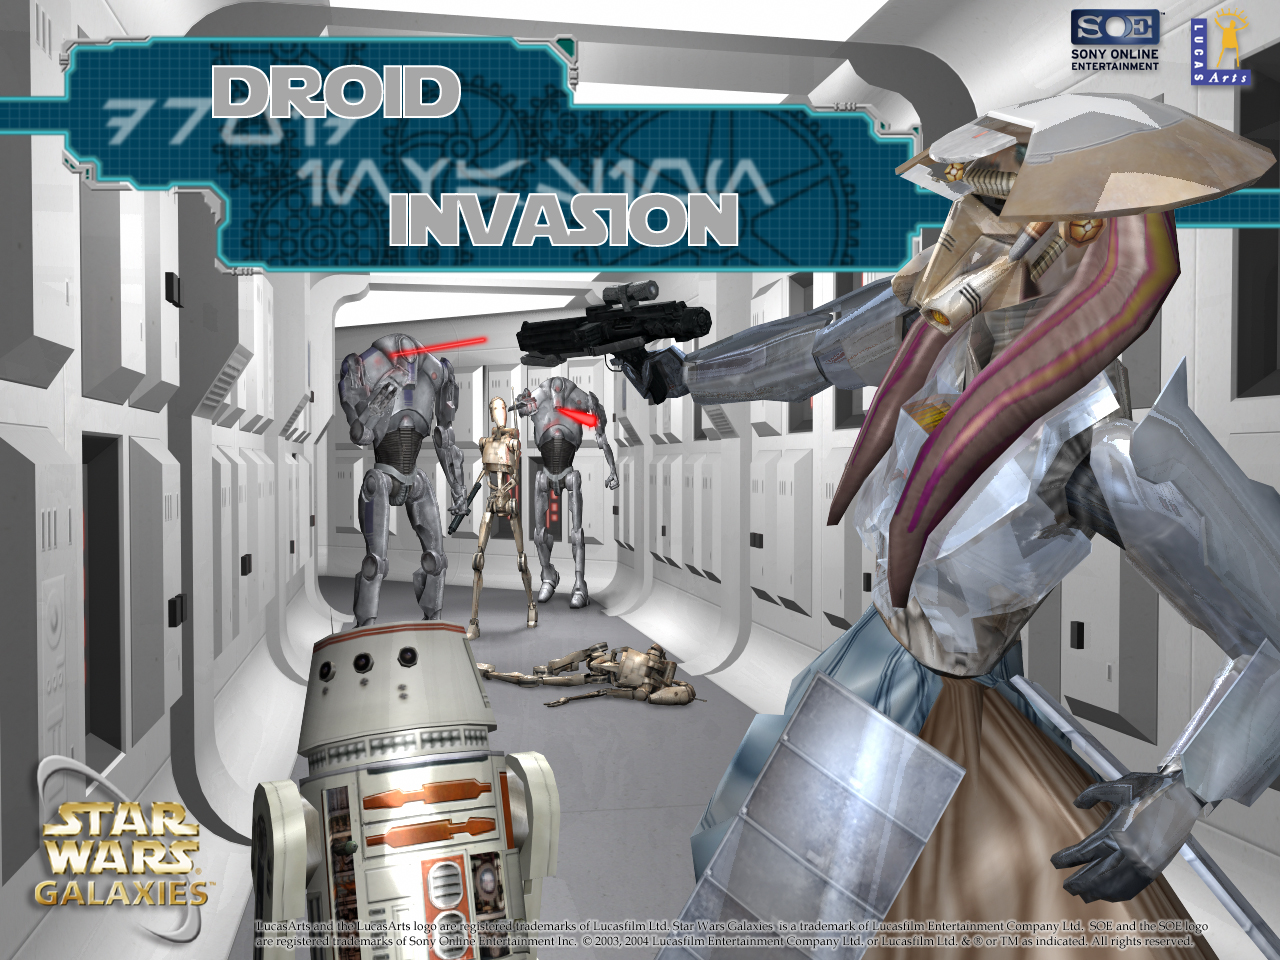 SOE
SONY ONLINE
ENTERTAINMENT
LUCAS
Arts
DROID
INVASION
STAR
WARS
GALAXIES™
LucasArts and the LucasArts logo are registered trademarks of Lucasfilm Ltd. Star Wars Galaxies is a trademark of Lucasfilm Entertainment Company Ltd. SOE and the SOE logo
are registered trademarks of Sony Online Entertainment Inc. © 2003, 2004 Lucasfilm Entertainment Company Ltd. or Lucasfilm Ltd. & ® or TM as indicated. All rights reserved.